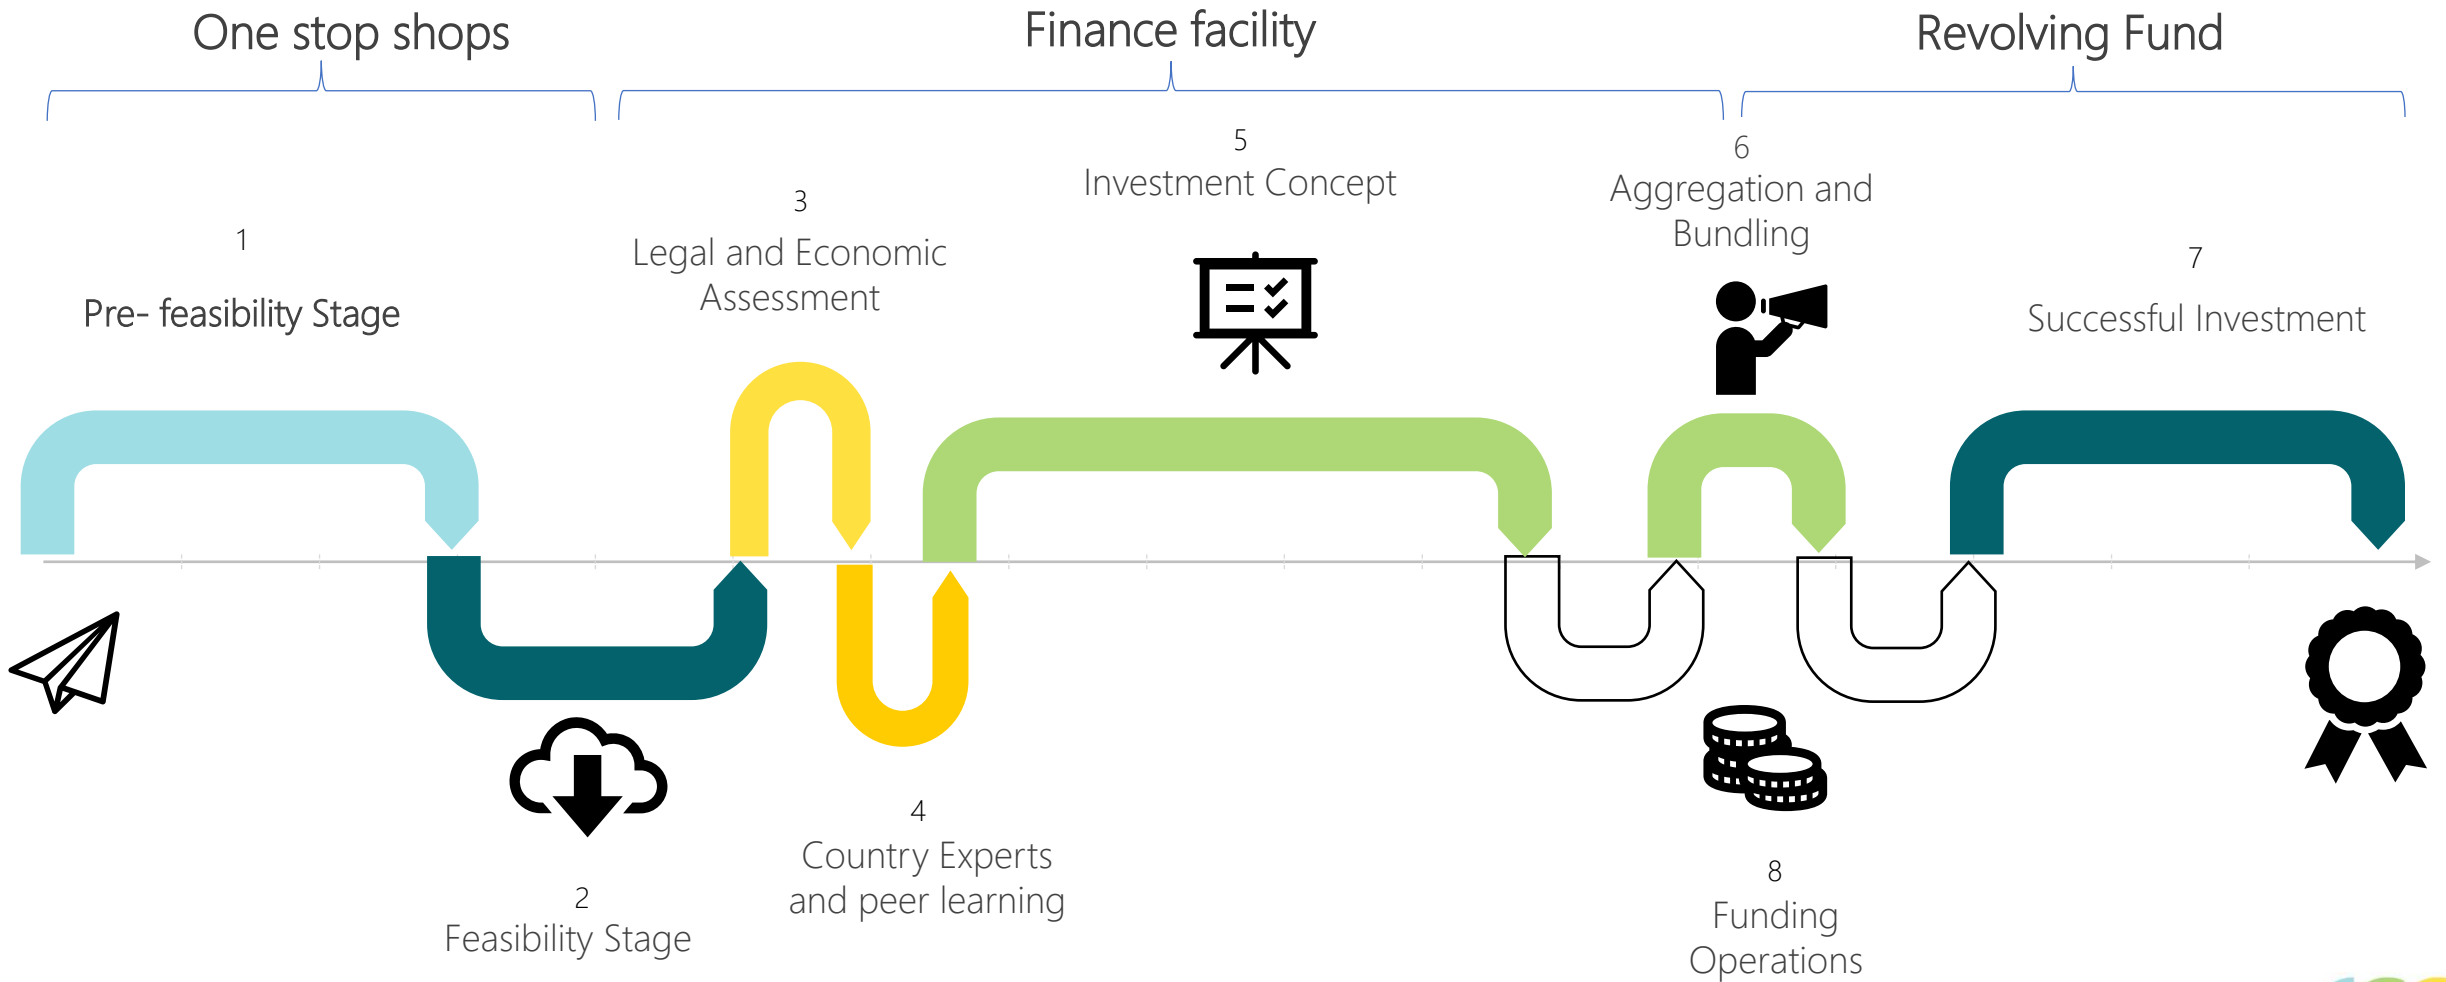 One stop shops
Finance facility
Revolving Fund
1
Pre- feasibility Stage
2
Feasibility Stage
3
Legal and Economic
Assessment
4
Country Experts
and peer learning
5
Investment Concept
6
Aggregation and
Bundling
7
Successful Investment
8
Funding
Operations